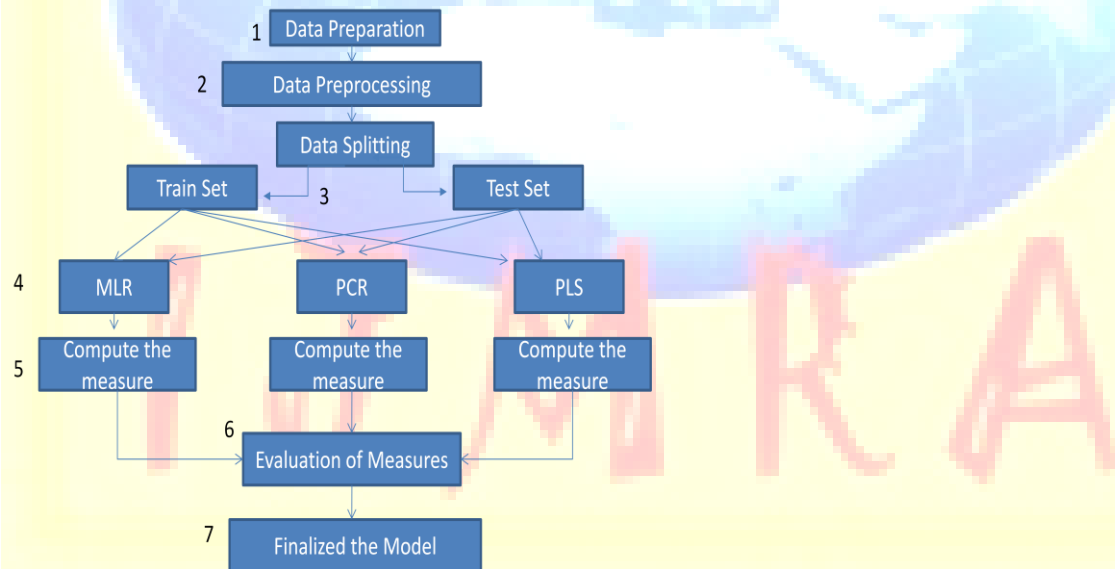 1 Data Preparation
2 Data Preprocessing
Data Splitting
Train Set 3 Test Set
4 MLR PCR PLS
5 Compute the measure Compute the measure Compute the measure
6 Evaluation of Measures
7 Finalized the Model
IJMRA